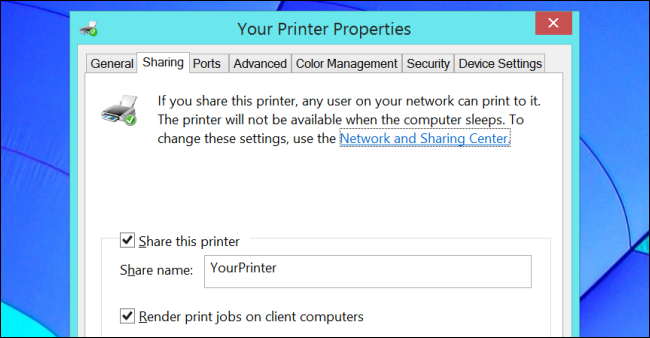 Your Printer Properties
General Sharing Ports Advanced Color Management Security Device Settings
If you share this printer, any user on your network can print to it.
The printer will not be available when the computer sleeps. To
change these settings, use the Network and Sharing Center.
Share this printer
Share name: YourPrinter
Render print jobs on client computers